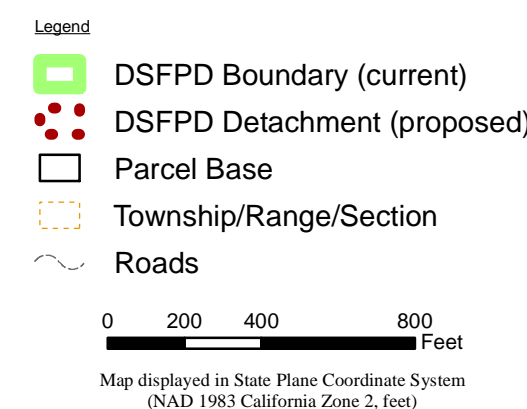 Legend
DSFPD Boundary (current)
DSFPD Detachment (proposed)
Parcel Base
Township/Range/Section
Roads
0 200 400 800
Feet
Map displayed in State Plane Coordinate System
(NAD 1983 California Zone 2, feet)